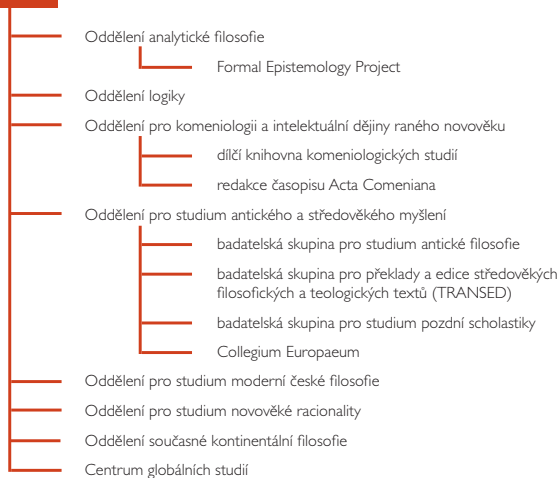 Oddělení analytické filosofie
Formal Epistemology Project
Oddělení logiky
Oddělení pro komeniologii a intelektuální dějiny raného novověku
dílčí knihovna komeniologických studií
redakce časopisu Acta Comeniana
Oddělení pro studium antického a středověkého myšlení
badatelská skupina pro studium antické filosofie
badatelská skupina pro překlady a edice středověkých
filosofických a teologických textů (TRANSED)
badatelská skupina pro studium pozdní scholastiky
Collegium Europaeum
Oddělení pro studium moderní české filosofie
Oddělení pro studium novověké racionality
Oddělení současné kontinentální filosofie
Centrum globálních studií